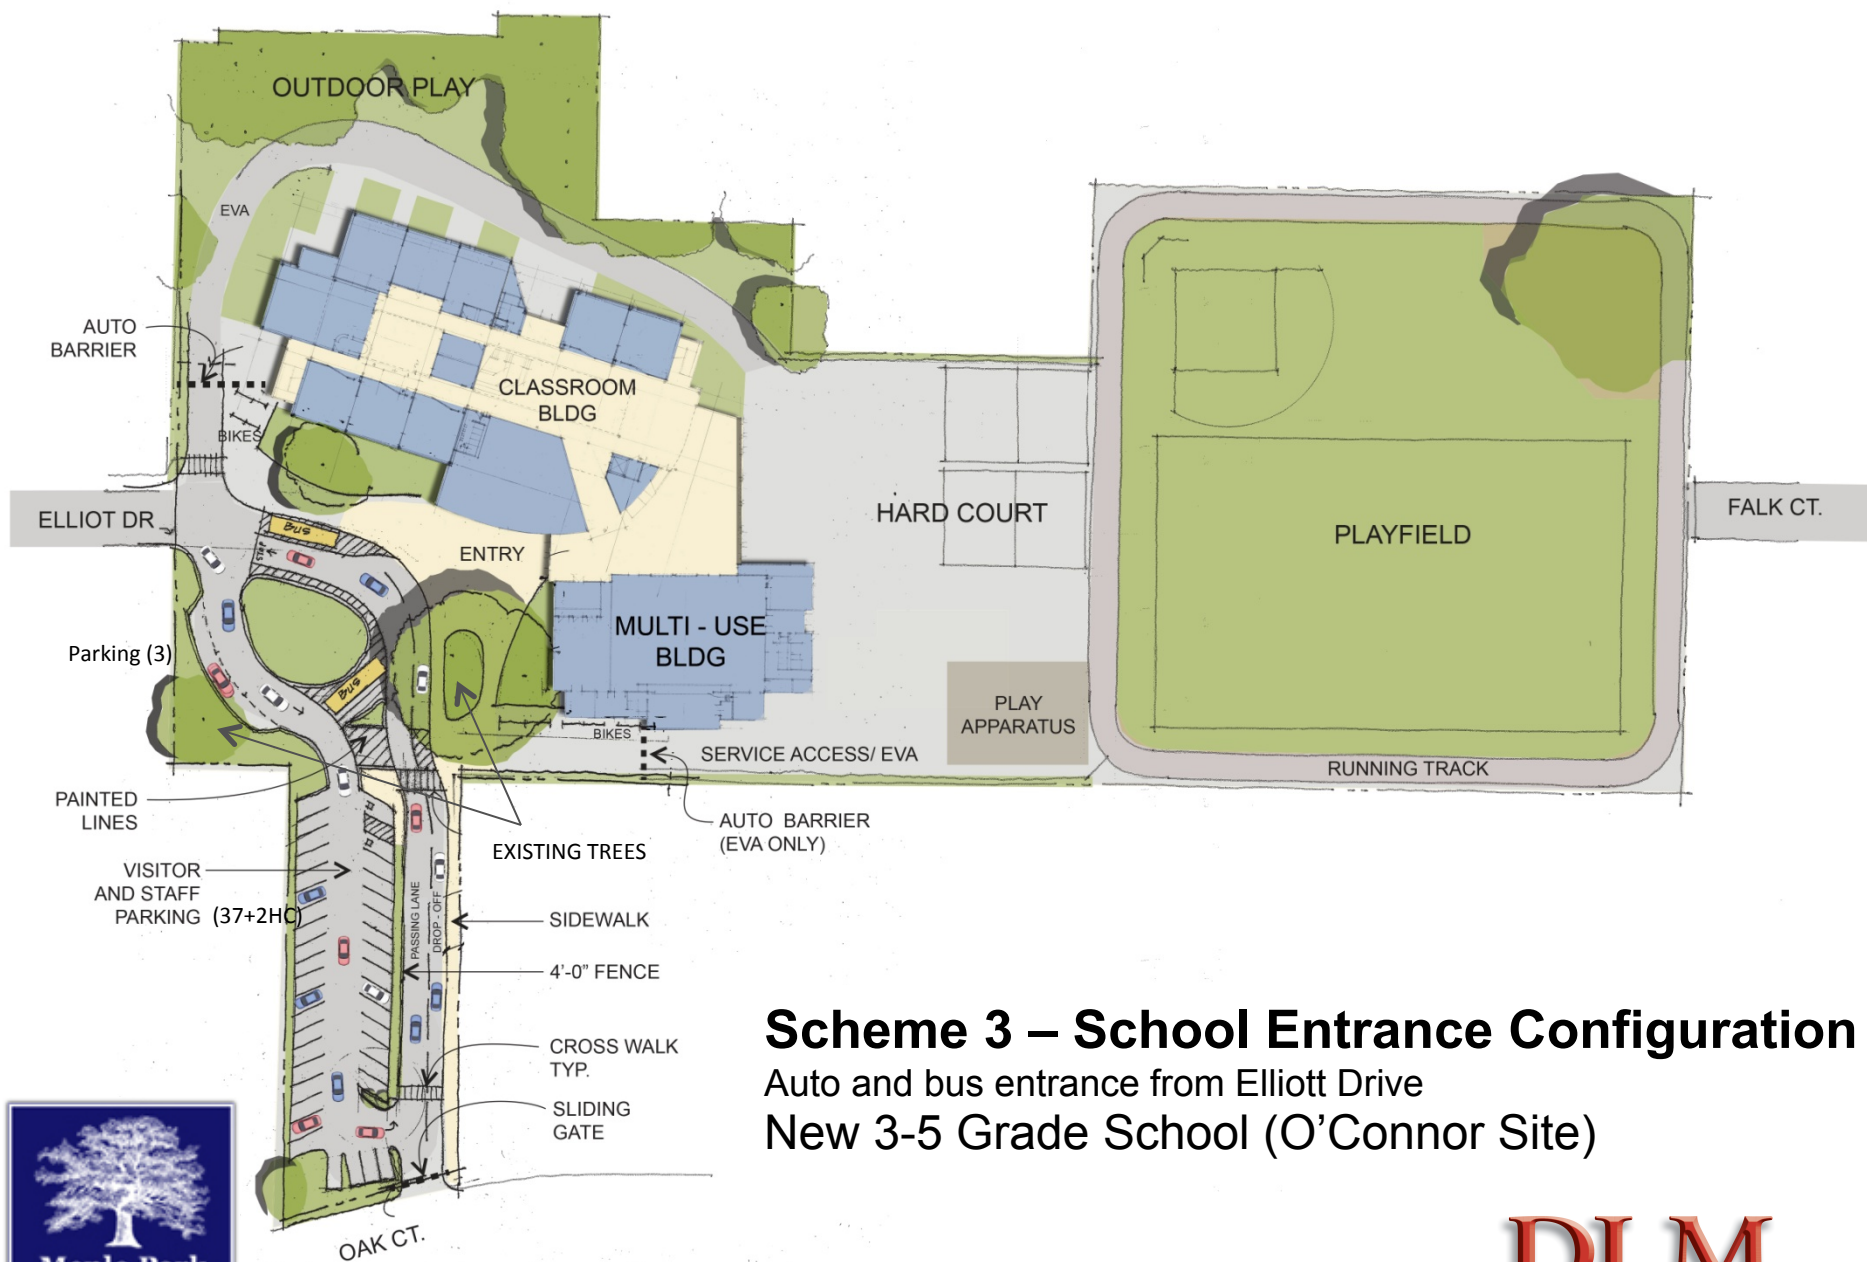 OUTDOOR PLAY
EVA
AUTO
BARRIER
CLASSROOM
BLDG
BIKES
ELLIOT DR
STOP
BUS
ENTRY
HARD COURT
PLAYFIELD
FALK CT.
MULTI - USE
BLDG
Parking (3)
BUS
PLAY
APPARATUS
BIKES
SERVICE ACCESS/ EVA
RUNNING TRACK
PAINTED
LINES
AUTO BARRIER
(EVA ONLY)
EXISTING TREES
VISITOR
AND STAFF
PARKING (37+2HC)
PASSING LANE
DROP - OFF
SIDEWALK
4'-0" FENCE
CROSS WALK
TYP.
SLIDING
GATE
OAK CT.
Scheme 3 – School Entrance Configuration
Auto and bus entrance from Elliott Drive
New 3-5 Grade School (O'Connor Site)
DLM